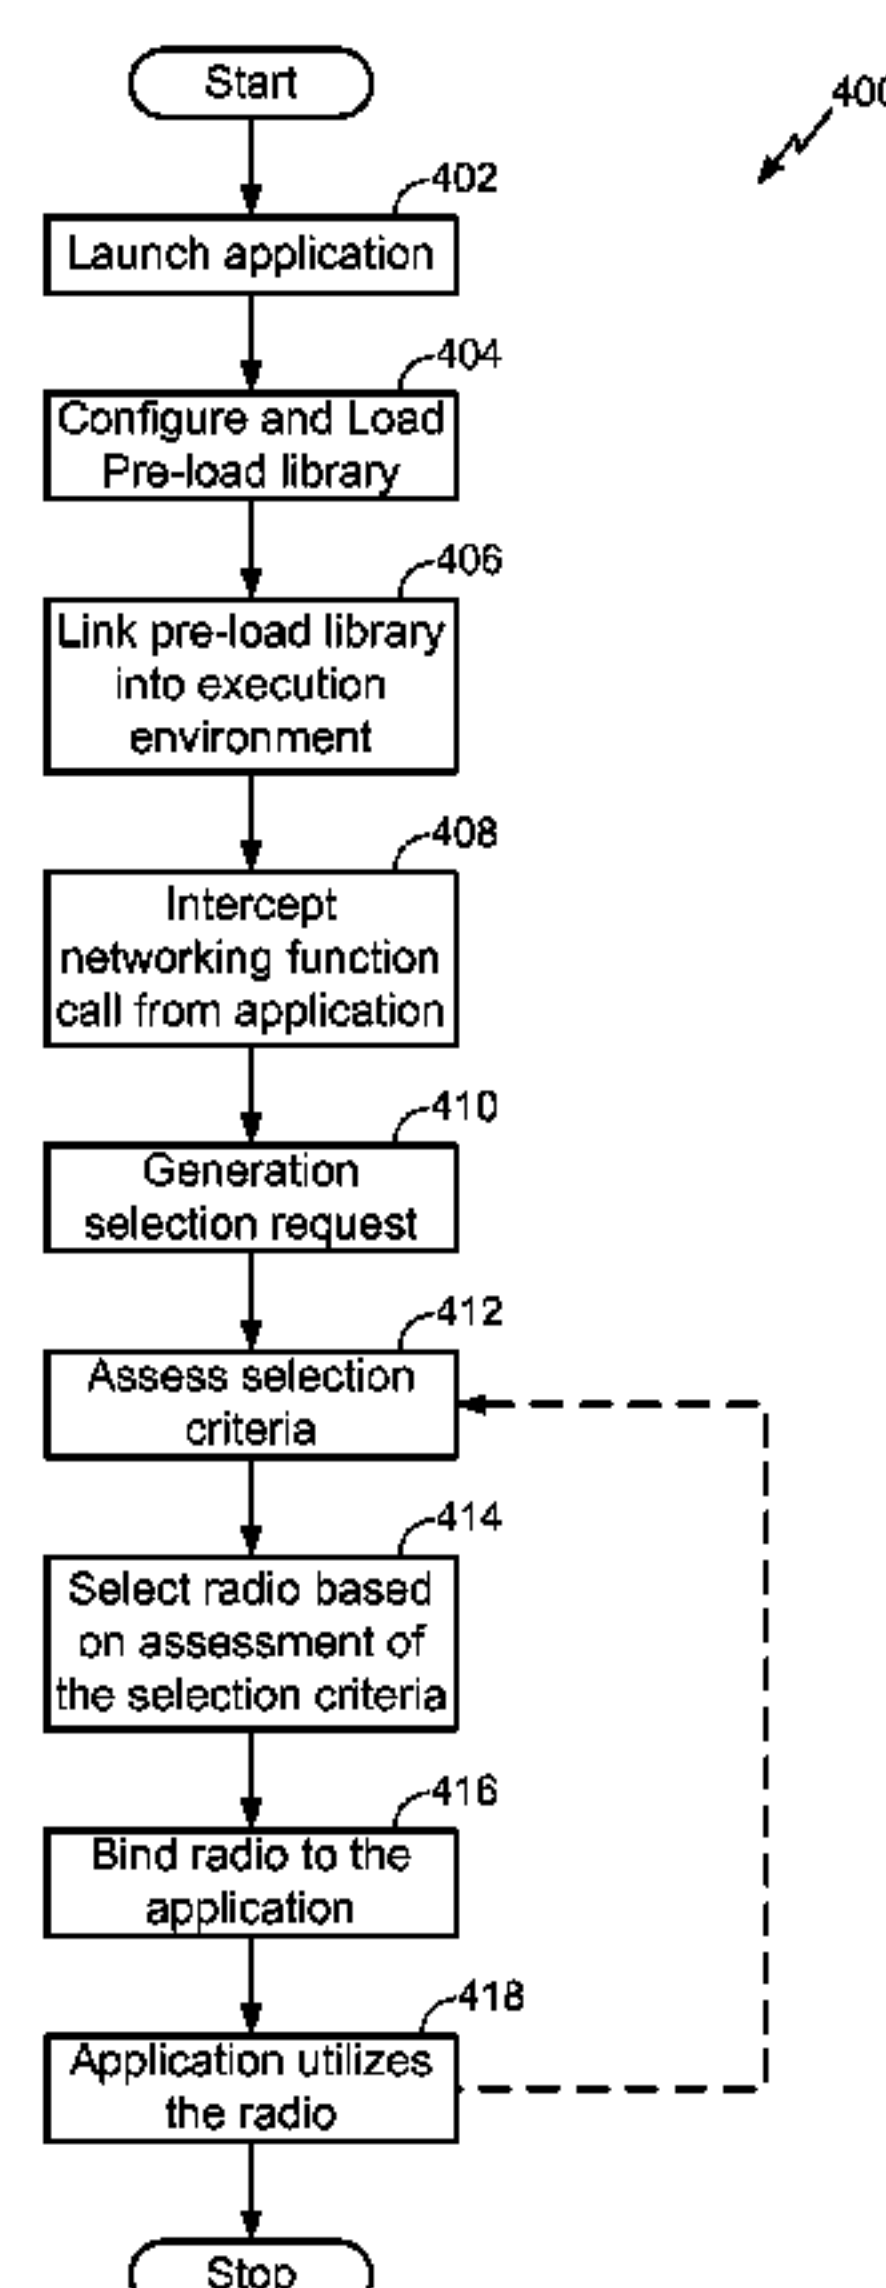 Start
400
402
Launch application
404
Configure and Load
Pre-load library
406
Link pre-load library
into execution
environment
408
Intercept
networking function
call from application
410
Generation
selection request
412
Assess selection
criteria
414
Select radio based
on assessment of
the selection criteria
416
Bind radio to the
application
418
Application utilizes
the radio
Stop